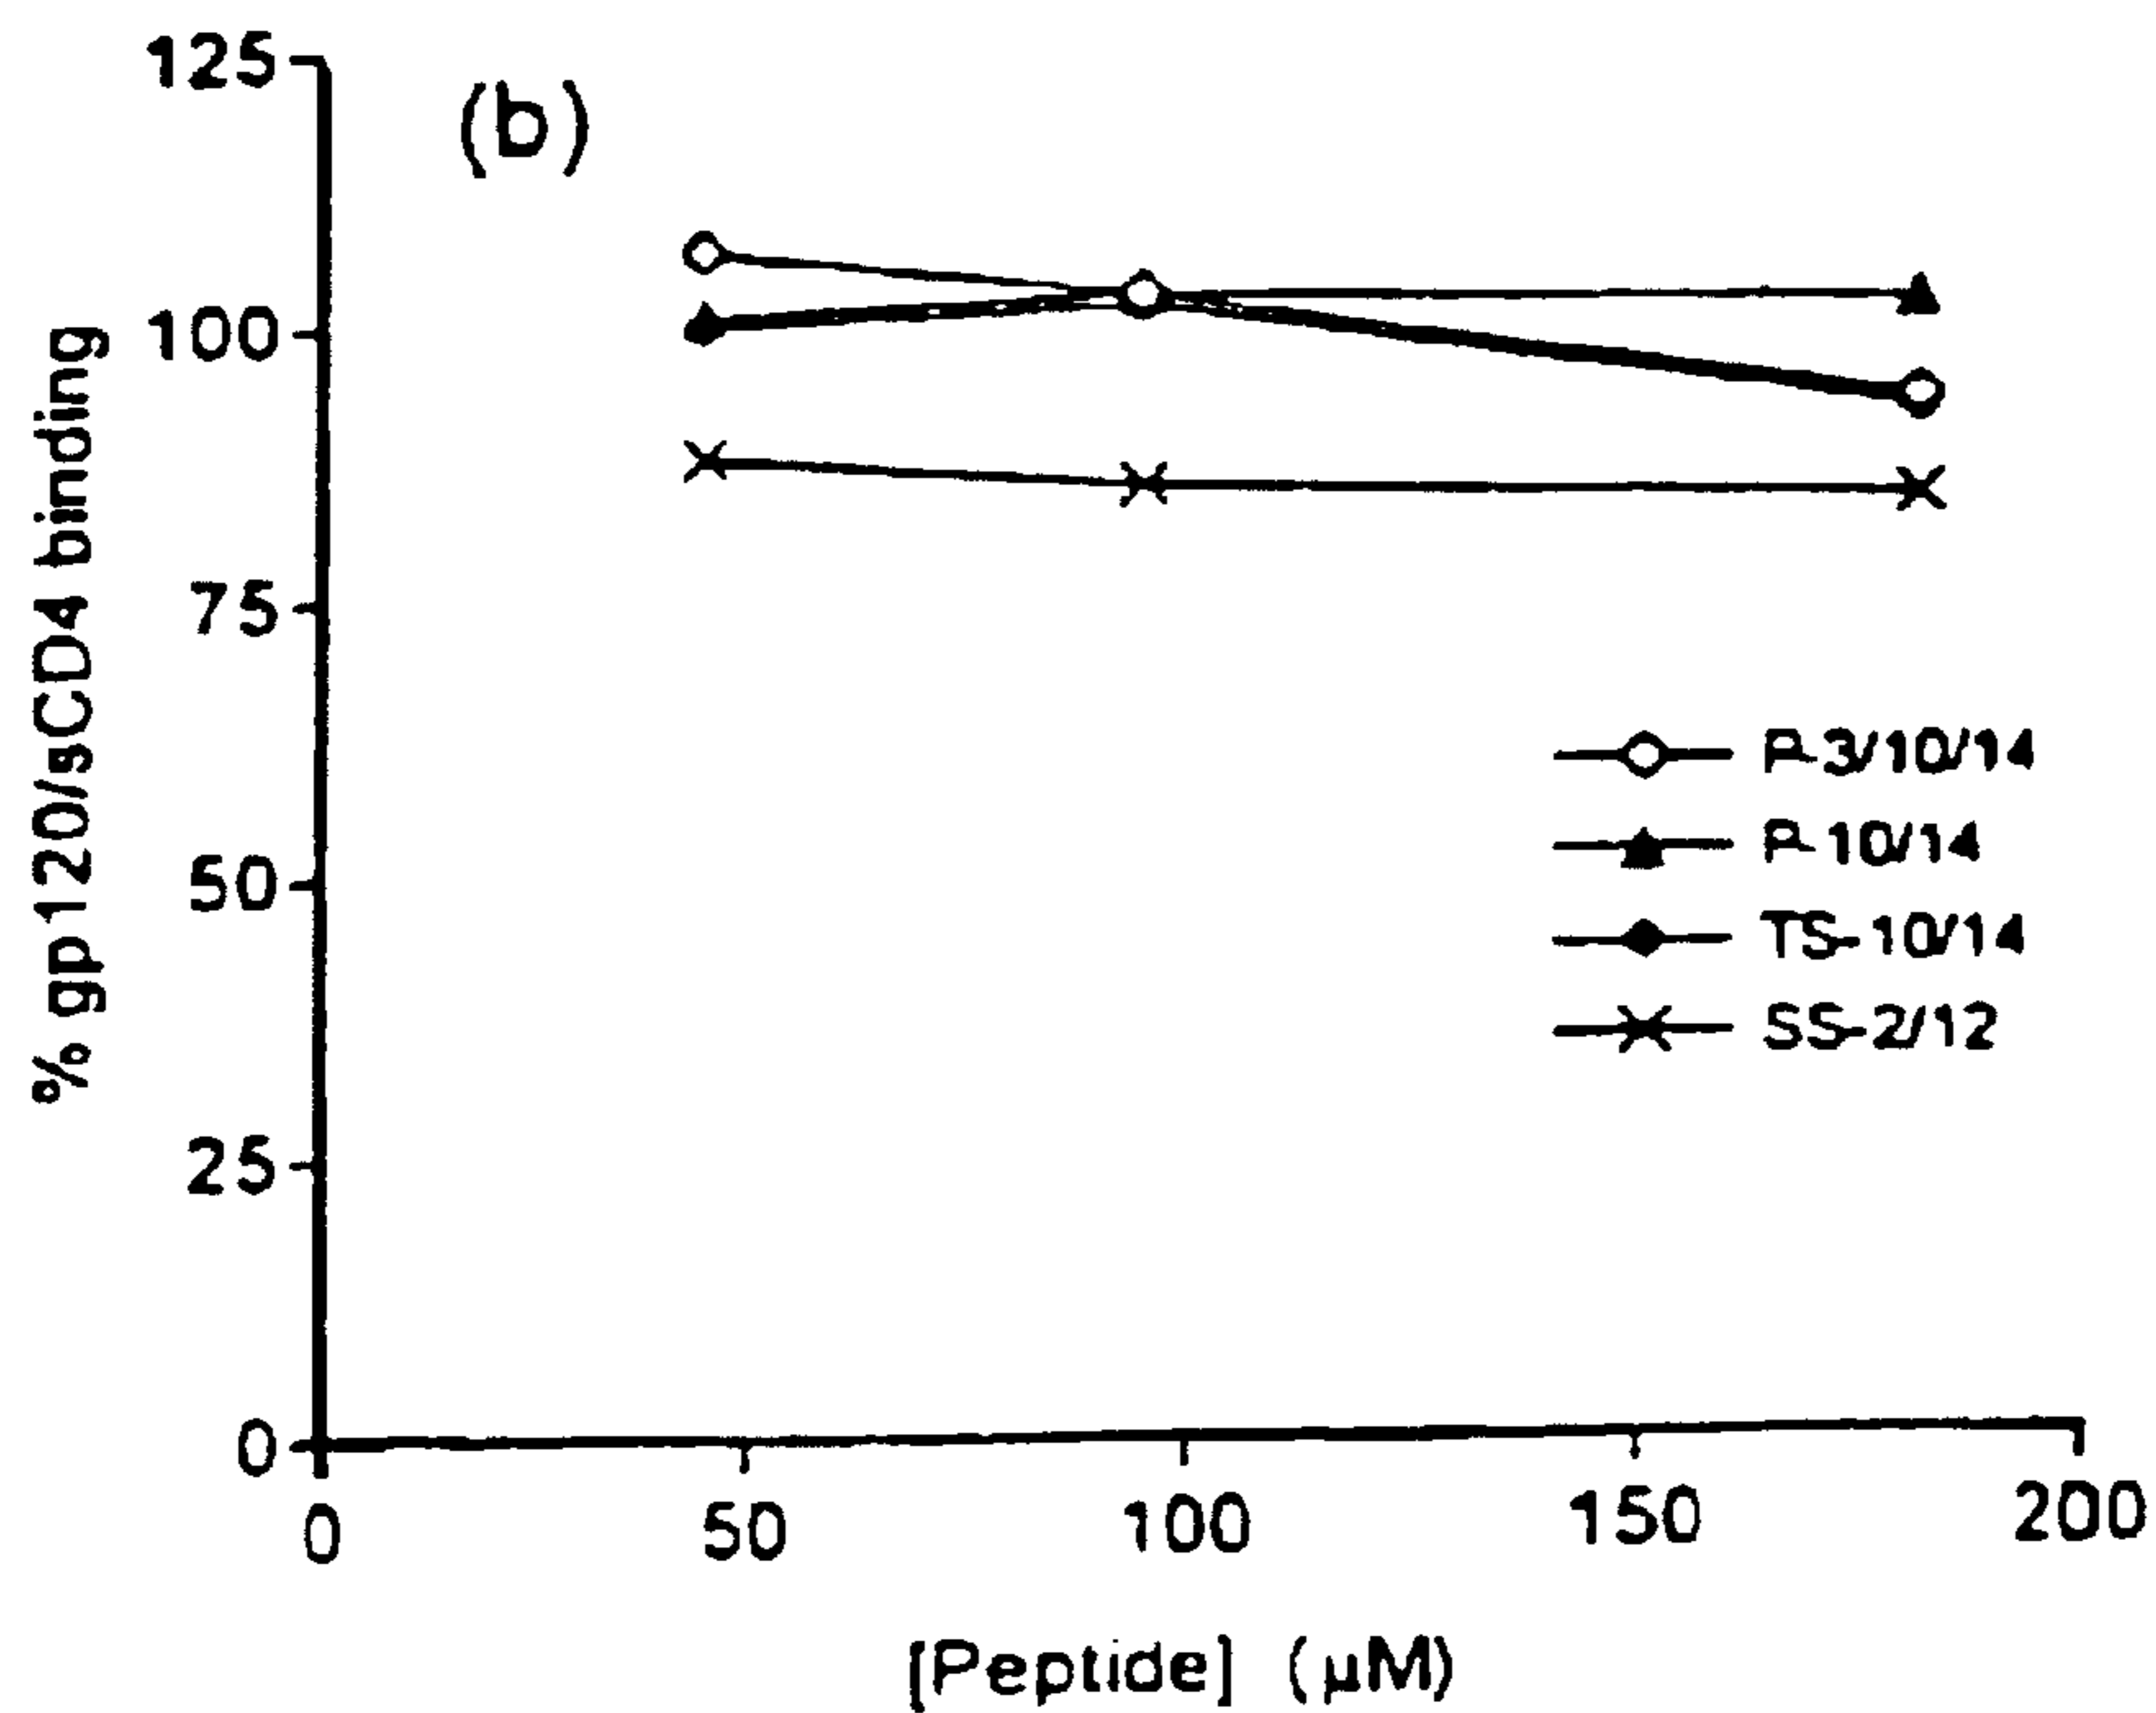 (b)
125
100
75
50
25
0
% gp120/sCD4 binding
P-3/10/14
P-10/14
TS-10/14
SS-2/12
0 50 100 150 200
[Peptide] (µM)